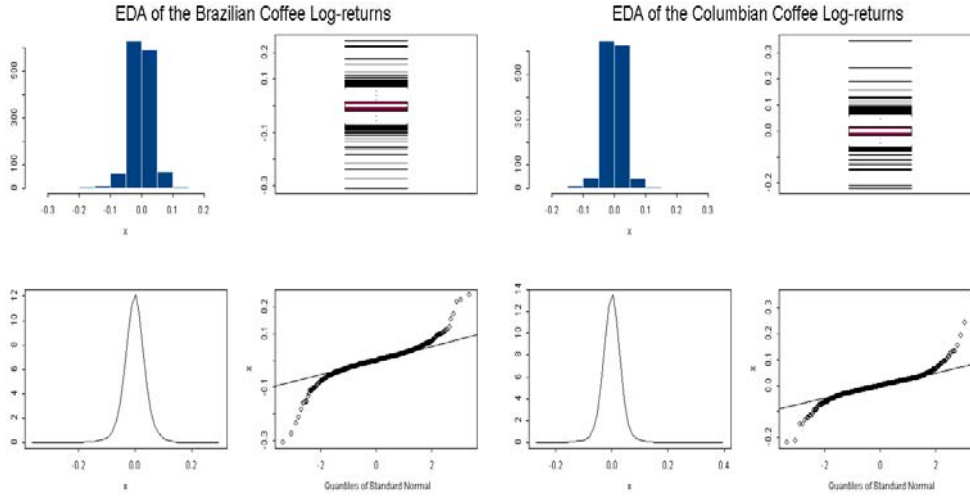 EDA of the Brazilian Coffee Log-returns
EDA of the Columbian Coffee Log-returns
0 100 300 500
-0.3 -0.2 -0.1 0.0 0.1 0.2
x
-0.3 -0.1 0.1 0.2
0 100 300 500
-0.2 -0.1 0.0 0.1 0.2 0.3
x
-0.2 0.0 0.1 0.2 0.3
0 2 4 6 8 10 12
-0.2 0.0 0.2
x
x
-0.3 -0.1 0.1 0.2
-2 0 2
Quantiles of Standard Normal
0 2 4 6 8 10 12 14
-0.2 0.0 0.2 0.4
x
x
-0.2 0.0 0.1 0.2 0.3
-2 0 2
Quantiles of Standard Normal